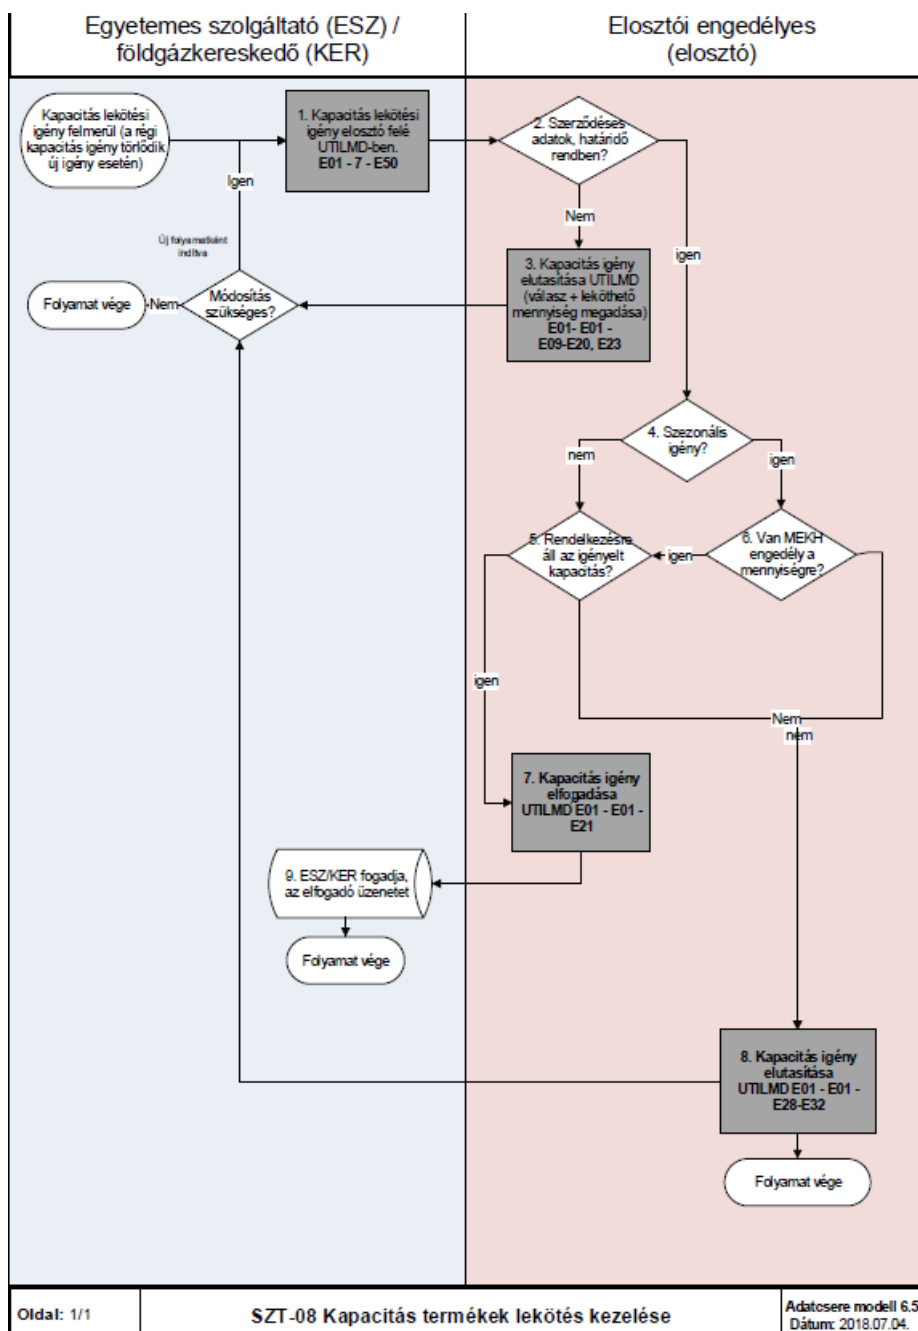 Egyetemes szolgáltató (ESZ) /
földgázkereskedő (KER)
Elosztói engedélyes
(elosztó)
Kapacitás lekötési
igény felmerül (a régi
kapacitás igény törlődik
új igény esetén)
1. Kapacitás lekötési
igény elosztó felé
UTILMD-ben.
E01 - 7 - E50
2. Szerződéses
adatok, határidő
rendben?
Igen
Nem
igen
Új folyamatként
indítva
3. Kapacitás igény
elutasítása UTILMD
(válasz + leköthető
mennyiség megadása)
E01- E01 -
E09-E20, E23
Folyamat vége
Nem
Módosítás
szükséges?
4. Szezonális
igény?
nem
igen
5. Rendelkezésre
áll az igényelt
kapacitás?
igen
6. Van MEKH
engedély a
mennyiségre?
igen
Nem
nem
7. Kapacitás igény
elfogadása
UTILMD E01 - E01 -
E21
9. ESZ/KER fogadja,
az elfogadó üzenetet
Folyamat vége
8. Kapacitás igény
elutasítása
UTILMD E01 - E01 -
E28-E32
Folyamat vége
Oldal: 1/1
SZT-08 Kapacitás termékek lekötés kezelése
Adatcsere modell 6.5
Dátum: 2018.07.04.